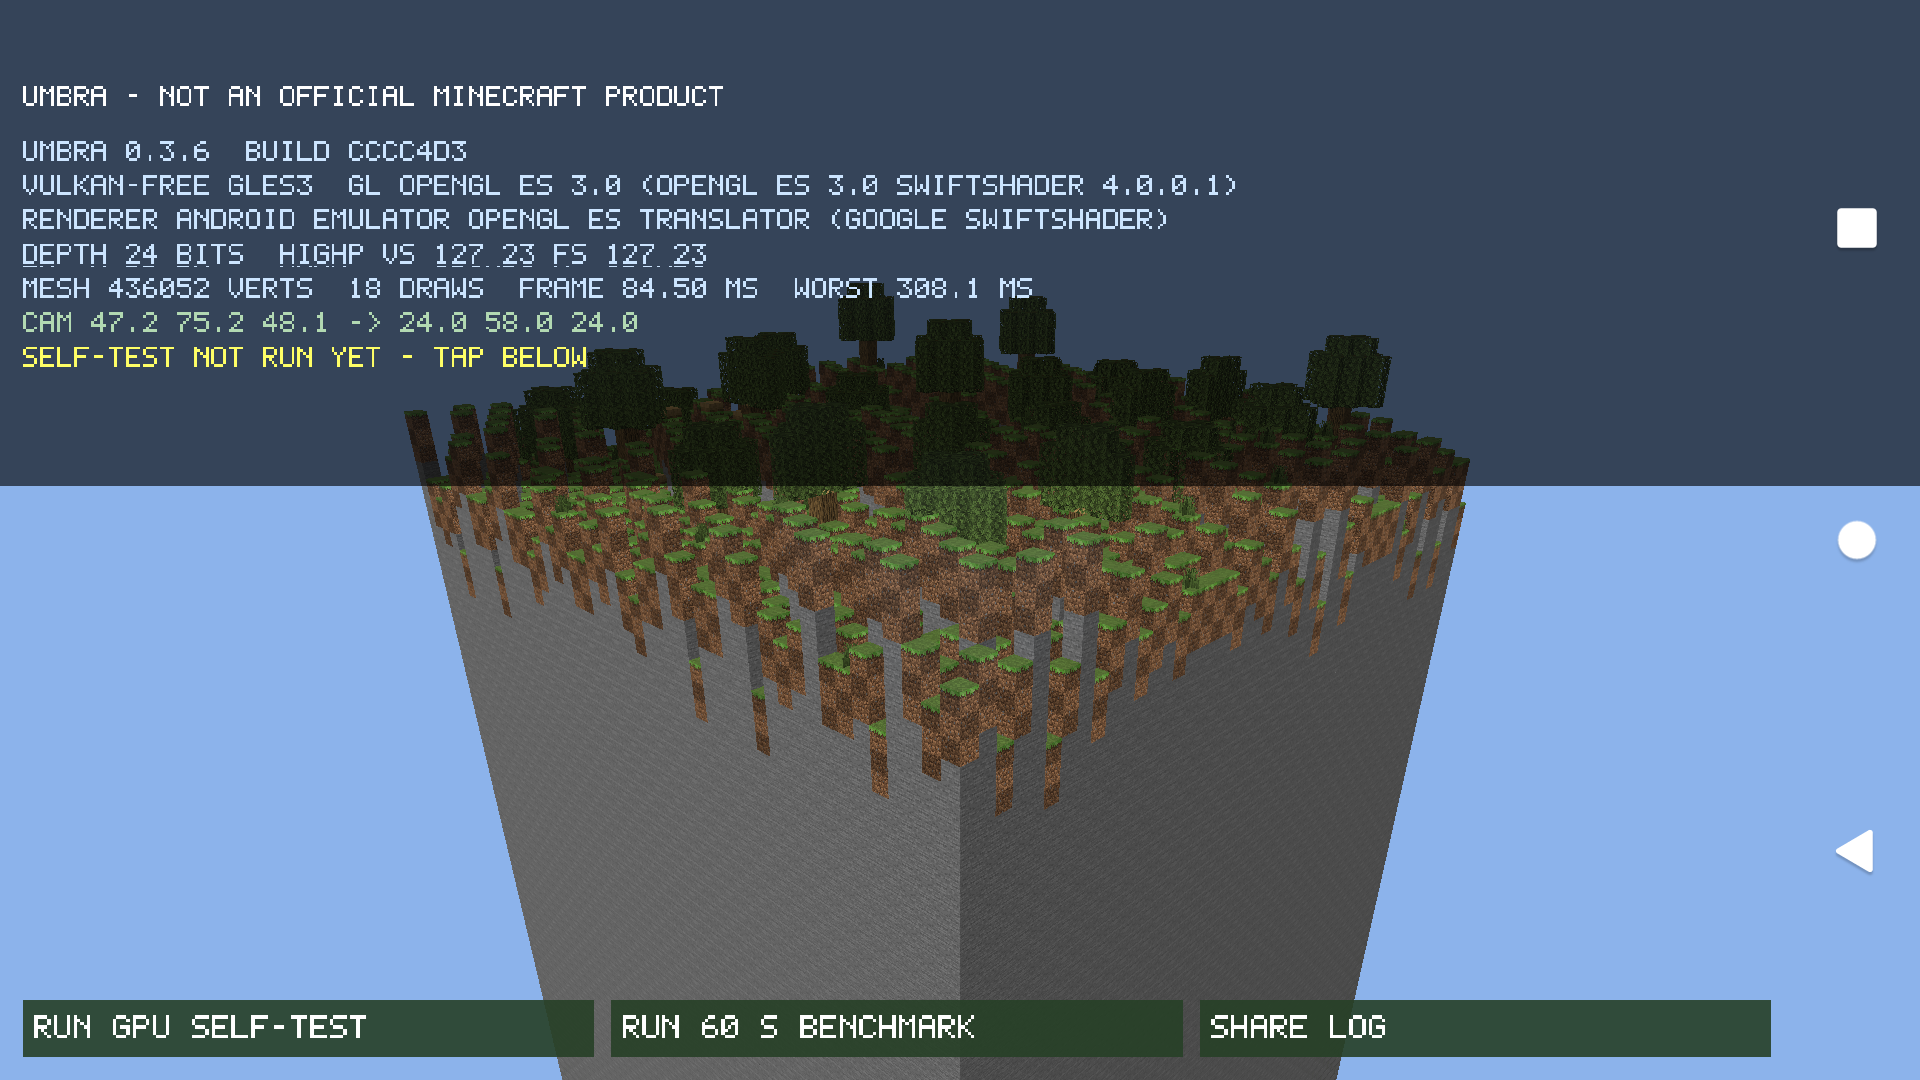 UMBRA - NOT AN OFFICIAL MINECRAFT PRODUCT
UMBRA 0.3.6 BUILD CCCC4D3
VULKAN-FREE GLES3 GL OPENGL ES 3.0 (OPENGL ES 3.0 SWIFTSHADER 4.0.0.1)
RENDERER ANDROID EMULATOR OPENGL ES TRANSLATOR (GOOGLE SWIFTSHADER)
DEPTH 24 BITS HIGHP VS 127 23 FS 127 23
MESH 436052 VERTS 18 DRAWS FRAME 84.50 MS WORST 308.1 MS
CAM 47.2 75.2 48.1 -> 24.0 58.0 24.0
SELF-TEST NOT RUN YET - TAP BELOW
RUN GPU SELF-TEST
RUN 60 S BENCHMARK
SHARE LOG